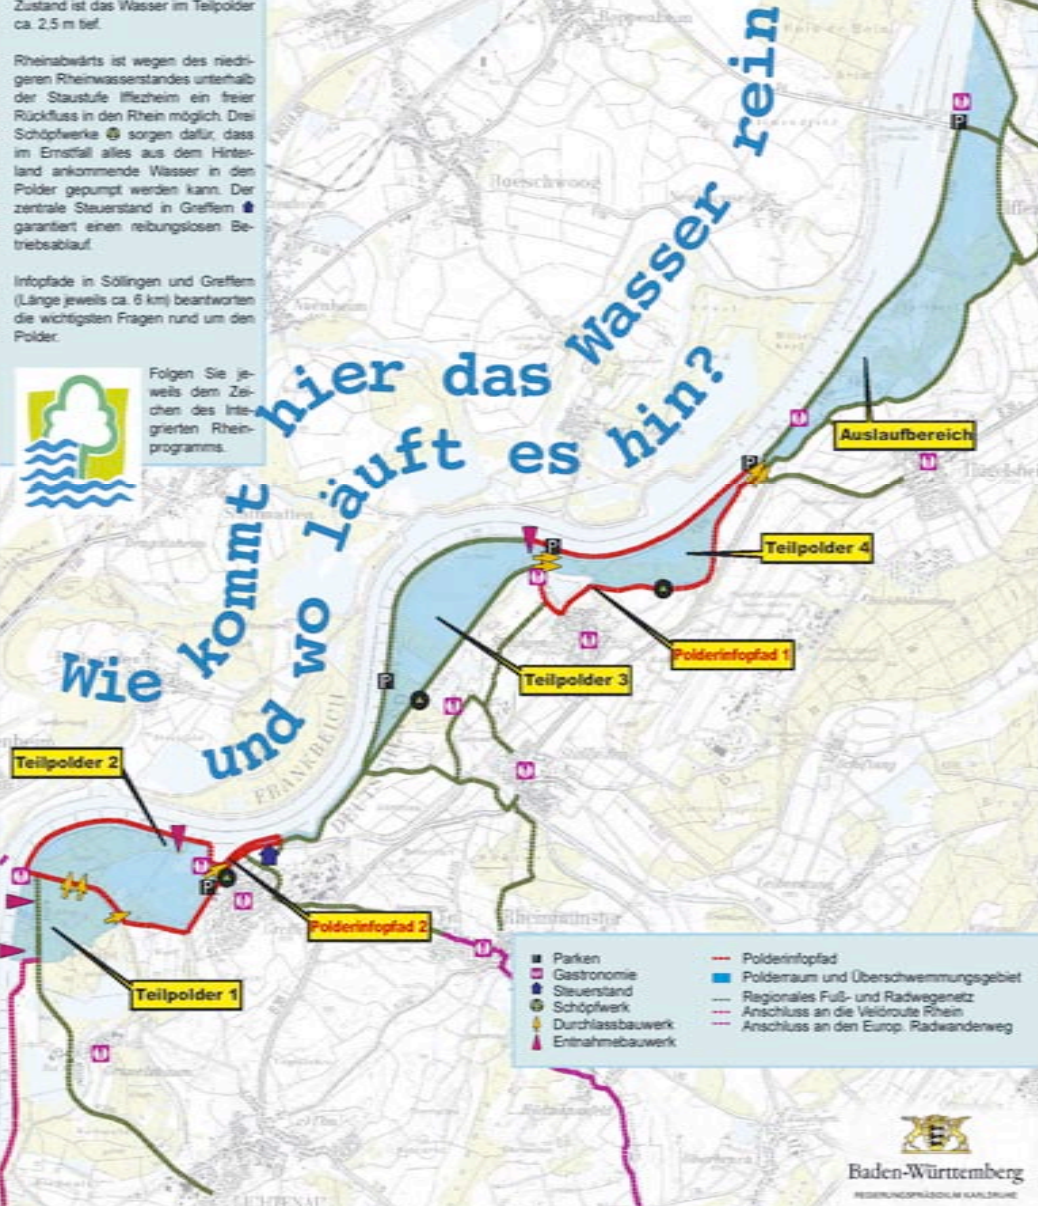 Zustand ist das Wasser im Teilpolder
ca. 2,5 m tief.
Rheinabwärts ist wegen des niedri-
geren Rheinwasserstandes unterhalb
der Staustufe Iffezheim ein freier
Rückfluss in den Rhein möglich. Drei
Schöpfwerke sorgen dafür, dass
im Ernstfall alles aus dem Hinter-
land ankommende Wasser in den
Polder gepumpt werden kann. Der
zentrale Steuerstand in Greffern
garantiert einen reibungslosen Be-
triebsablauf.
Infopfade in Söllingen und Greffern
(Länge jeweils ca. 6 km) beantworten
die wichtigsten Fragen rund um den
Polder.
Folgen Sie je-
weils dem Zei-
chen des Inte-
grierten Rhein-
programms.
Wie kommt hier das Wasser rein
und wo läuft es hin?
Auslaufbereich
Teilpolder 4
Polderinfopfad 1
Teilpolder 3
Teilpolder 2
Polderinfopfad 2
Teilpolder 1
P
P
P
P
P
FRANKREICH
Rheinmünster
Parken
Gastronomie
Steuerstand
Schöpfwerk
Durchlassbauwerk
Entnahmebauwerk
Polderinfopfad
Polderraum und Überschwemmungsgebiet
Regionales Fuß- und Radwegenetz
Anschluss an die Velòroute Rhein
Anschluss an den Europ. Radwanderweg
Baden-Württemberg
REGIERUNGSPRÄSIDIUM KARLSRUHE